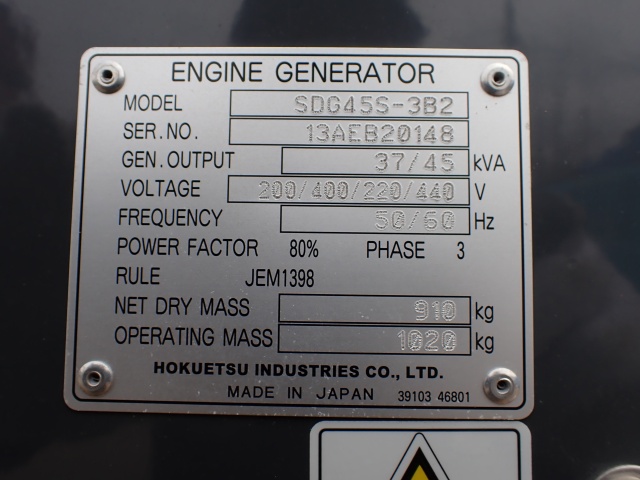 ENGINE GENERATOR
MODEL SDG45S-3B2
SER.NO. 13AEB20148
GEN.OUTPUT 37/45 kVA
VOLTAGE 200/400/220/440 V
FREQUENCY 50/60 Hz
POWER FACTOR 80% PHASE 3
RULE JEM1398
NET DRY MASS 910 kg
OPERATING MASS 1020 kg
HOKUETSU INDUSTRIES CO., LTD.
MADE IN JAPAN 39103 46801